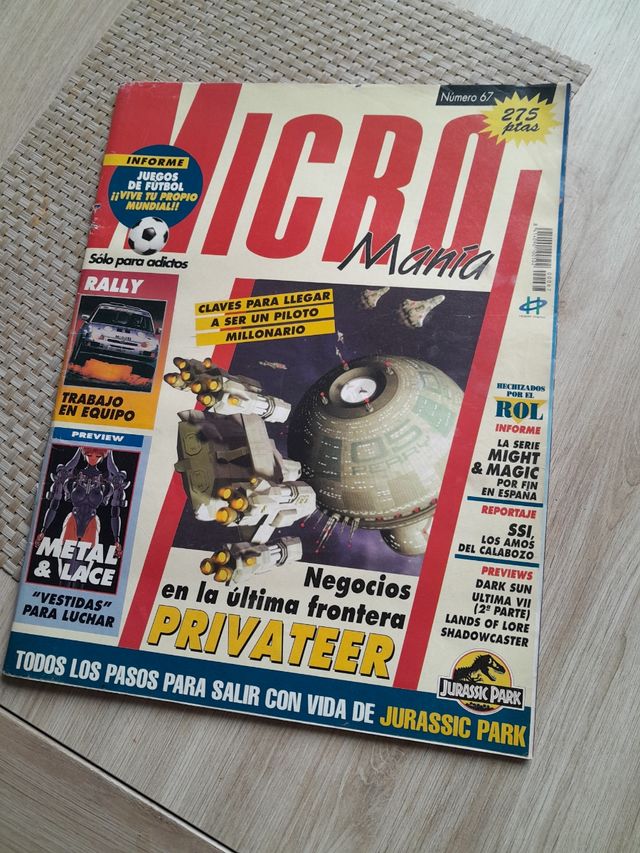 Número 67
275
ptas
MICRO
Manía
INFORME
JUEGOS
DE FÚTBOL
¡¡VIVE TU PROPIO
MUNDIAL!!
Sólo para adictos
RALLY
TRABAJO
EN EQUIPO
PREVIEW
METAL
& LACE
"VESTIDAS"
PARA LUCHAR
CLAVES PARA LLEGAR
A SER UN PILOTO
MILLONARIO
Negocios
en la última frontera
PRIVATEER
HECHIZADOS
POR EL
ROL
INFORME
LA SERIE
MIGHT
& MAGIC
POR FIN
EN ESPAÑA
REPORTAJE
SSI,
LOS AMOS
DEL CALABOZO
PREVIEWS
DARK SUN
ULTIMA VII
(2ª PARTE)
LANDS OF LORE
SHADOWCASTER
JURASSIC PARK
TODOS LOS PASOS PARA SALIR CON VIDA DE JURASSIC PARK